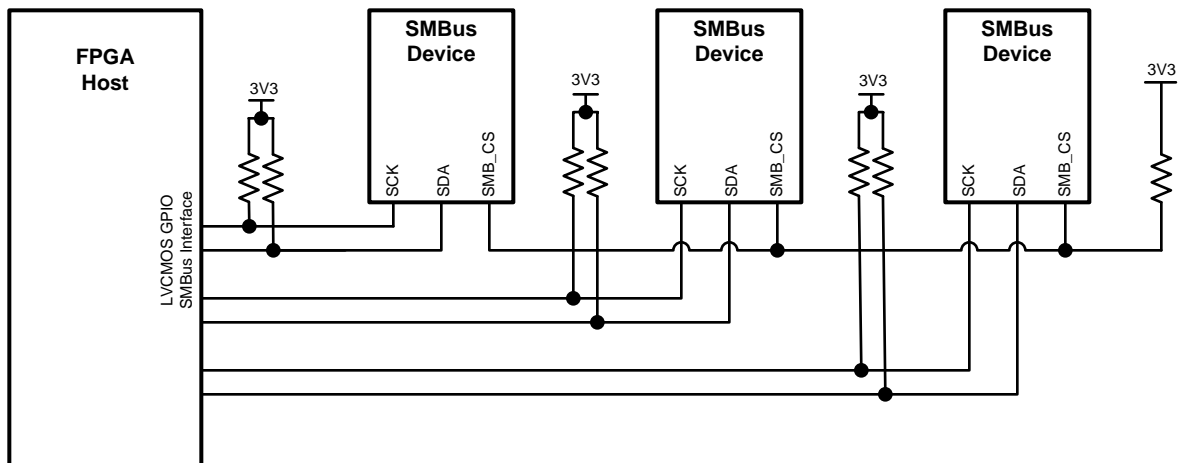 FPGA
Host
LVCMOS GPIO
SMBus Interface
3V3
SMBus
Device
SCK
SDA
SMB_CS
3V3
SMBus
Device
SCK
SDA
SMB_CS
3V3
SMBus
Device
SCK
SDA
SMB_CS
3V3